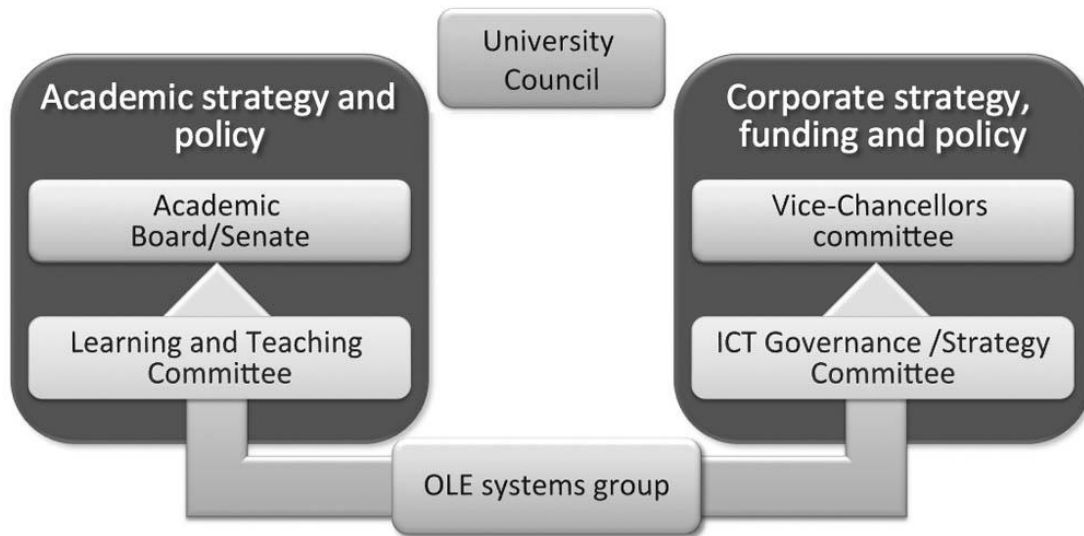 University
Council
Academic strategy and
policy
Academic
Board/Senate
Learning and Teaching
Committee
Corporate strategy,
funding and policy
Vice-Chancellors
committee
ICT Governance /Strategy
Committee
OLE systems group